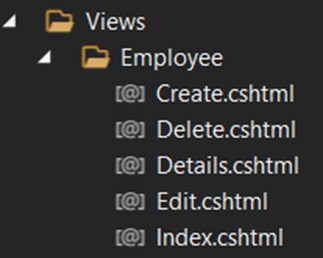 Views
Employee
[@] Create.cshtml
[@] Delete.cshtml
[@] Details.cshtml
[@] Edit.cshtml
[@] Index.cshtml